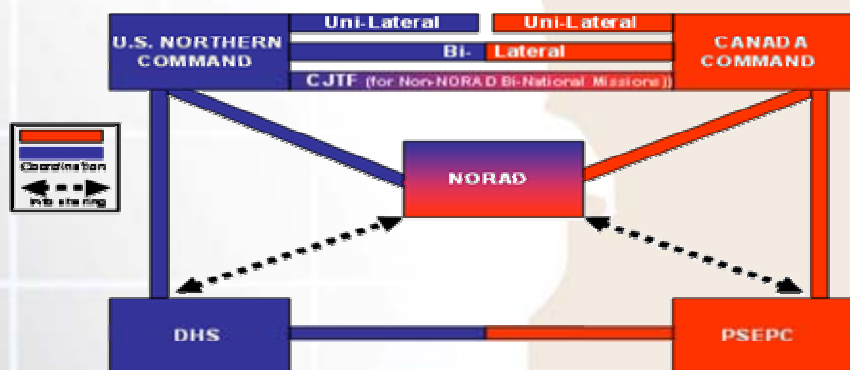 Uni-Lateral
Uni-Lateral
U.S. NORTHERN
COMMAND
Bi-
Lateral
CANADA
COMMAND
CJTF (for Non-NORAD Bi-National Missions))
NORAD
Coordination
Info sharing
DHS
PSEPC